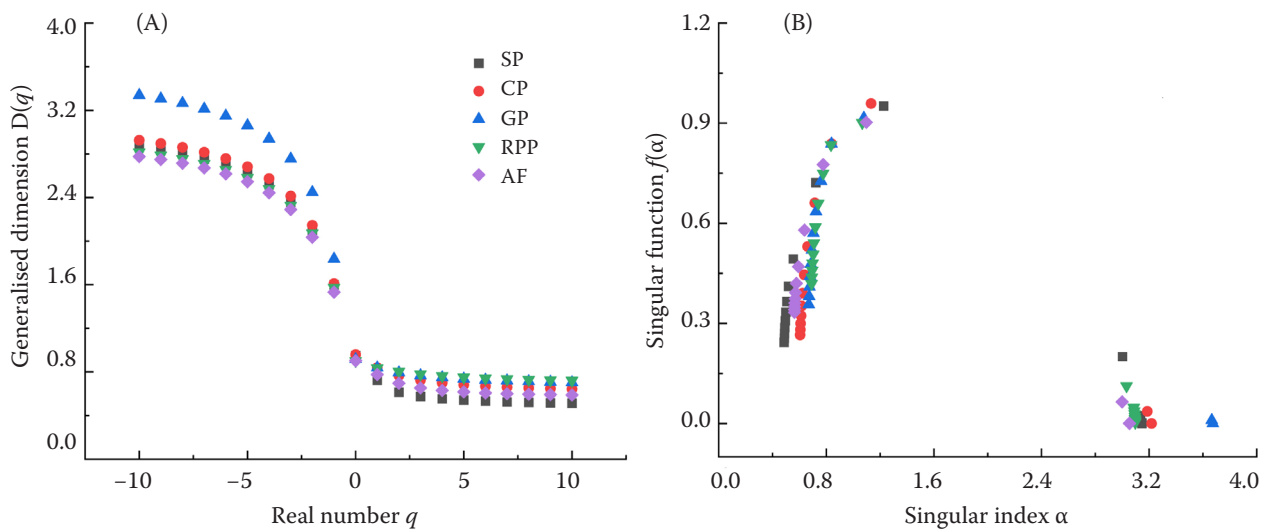 (A)
Generalised dimension D(q)
4.0
3.2
2.4
1.6
0.8
0.0
SP
CP
GP
RPP
AF
−10
−5
0
5
10
Real number q
(B)
Singular function f(α)
1.2
0.9
0.6
0.3
0.0
0.0
0.8
1.6
2.4
3.2
4.0
Singular index α